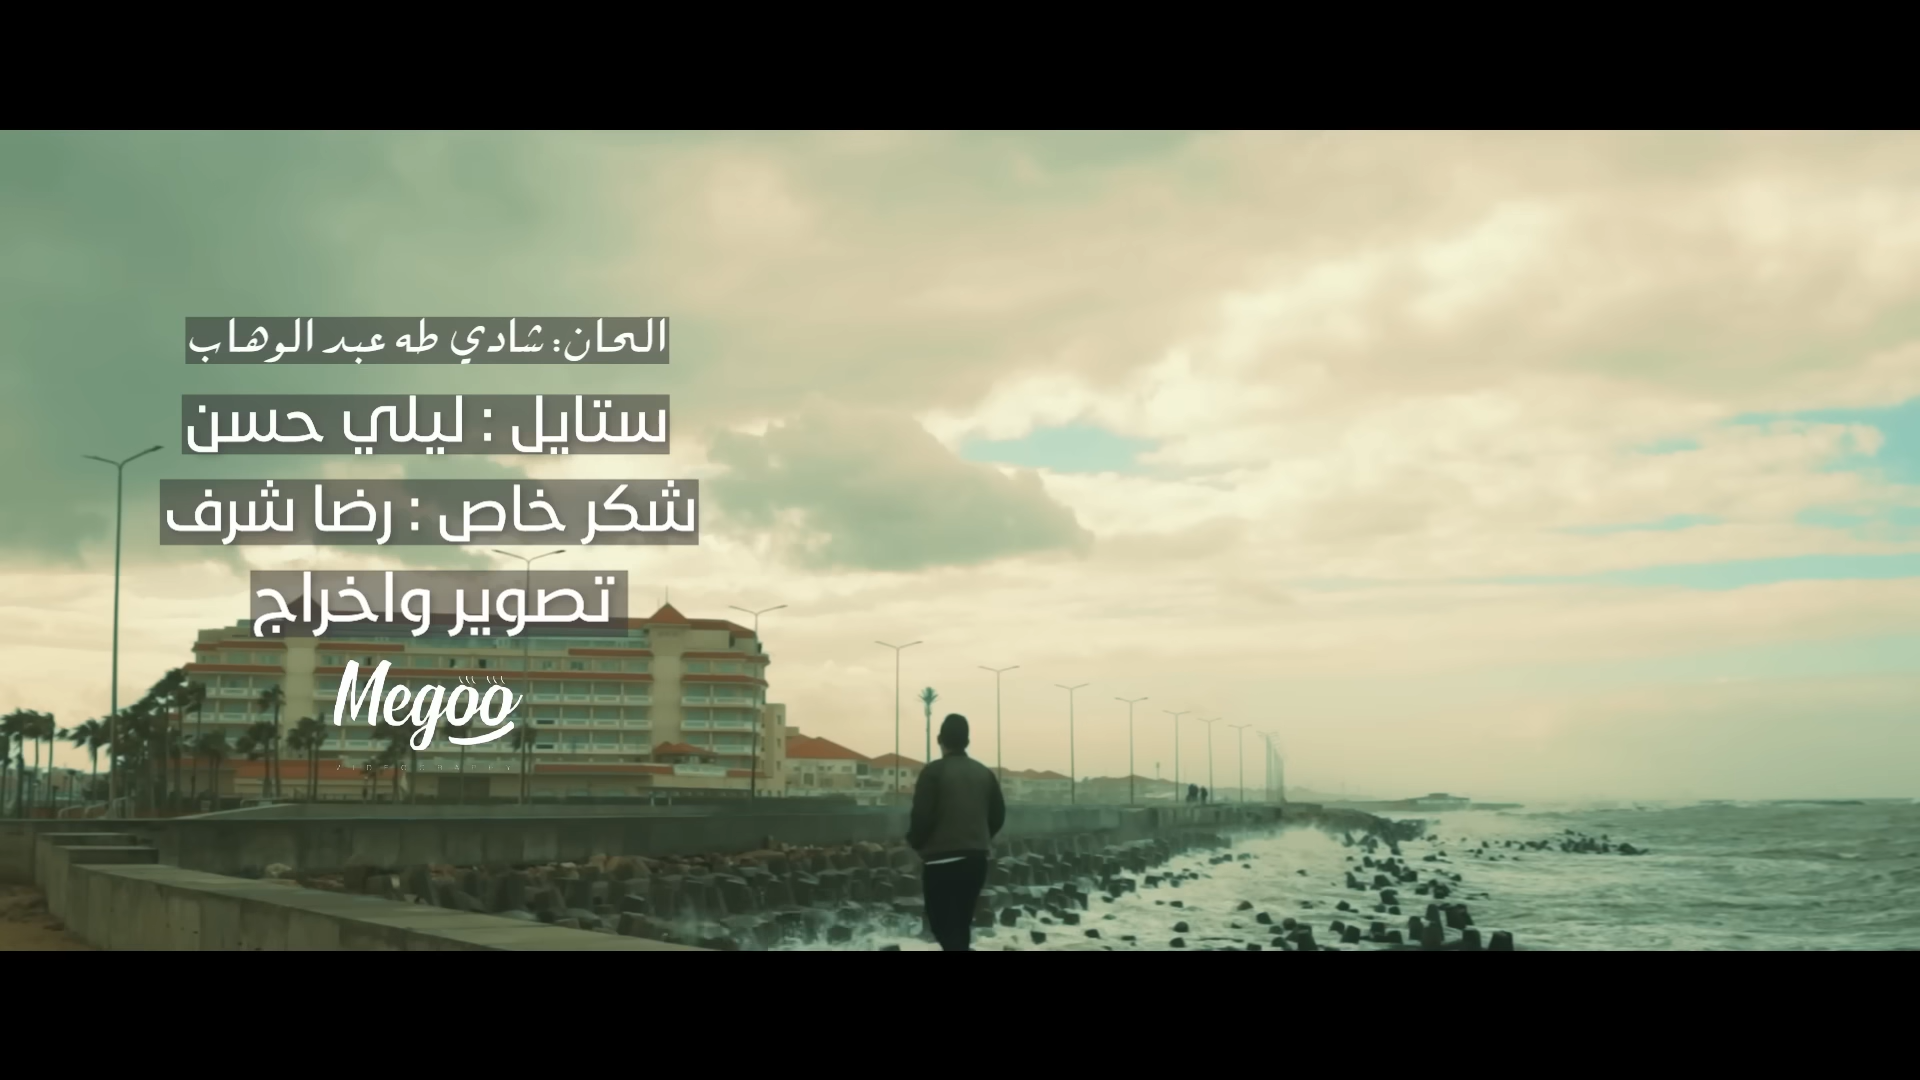 الحان: شادي طه عبد الوهاب
ستايل : ليلي حسن
شكر خاص : رضا شرف
تصوير واخراج
Megoo